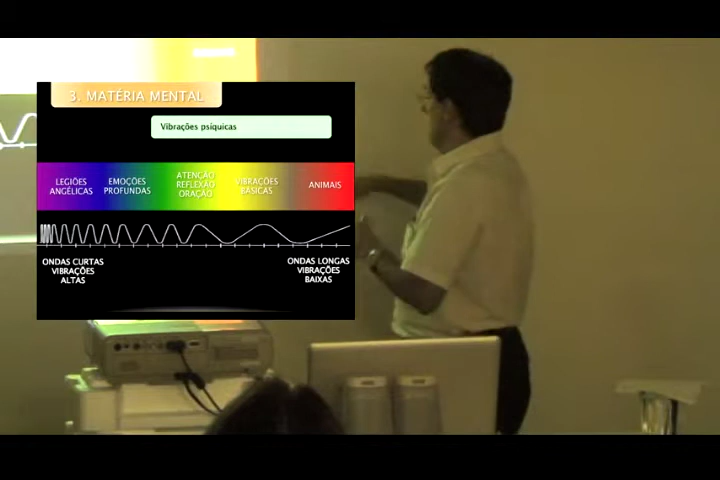 3. MATÉRIA MENTAL
Vibrações psíquicas
LEGIÕES
ANGÉLICAS
EMOÇÕES
PROFUNDAS
ATENÇÃO
REFLEXÃO
ORAÇÃO
VIBRAÇÕES
BÁSICAS
ANIMAIS
ONDAS CURTAS
VIBRAÇÕES
ALTAS
ONDAS LONGAS
VIBRAÇÕES
BAIXAS